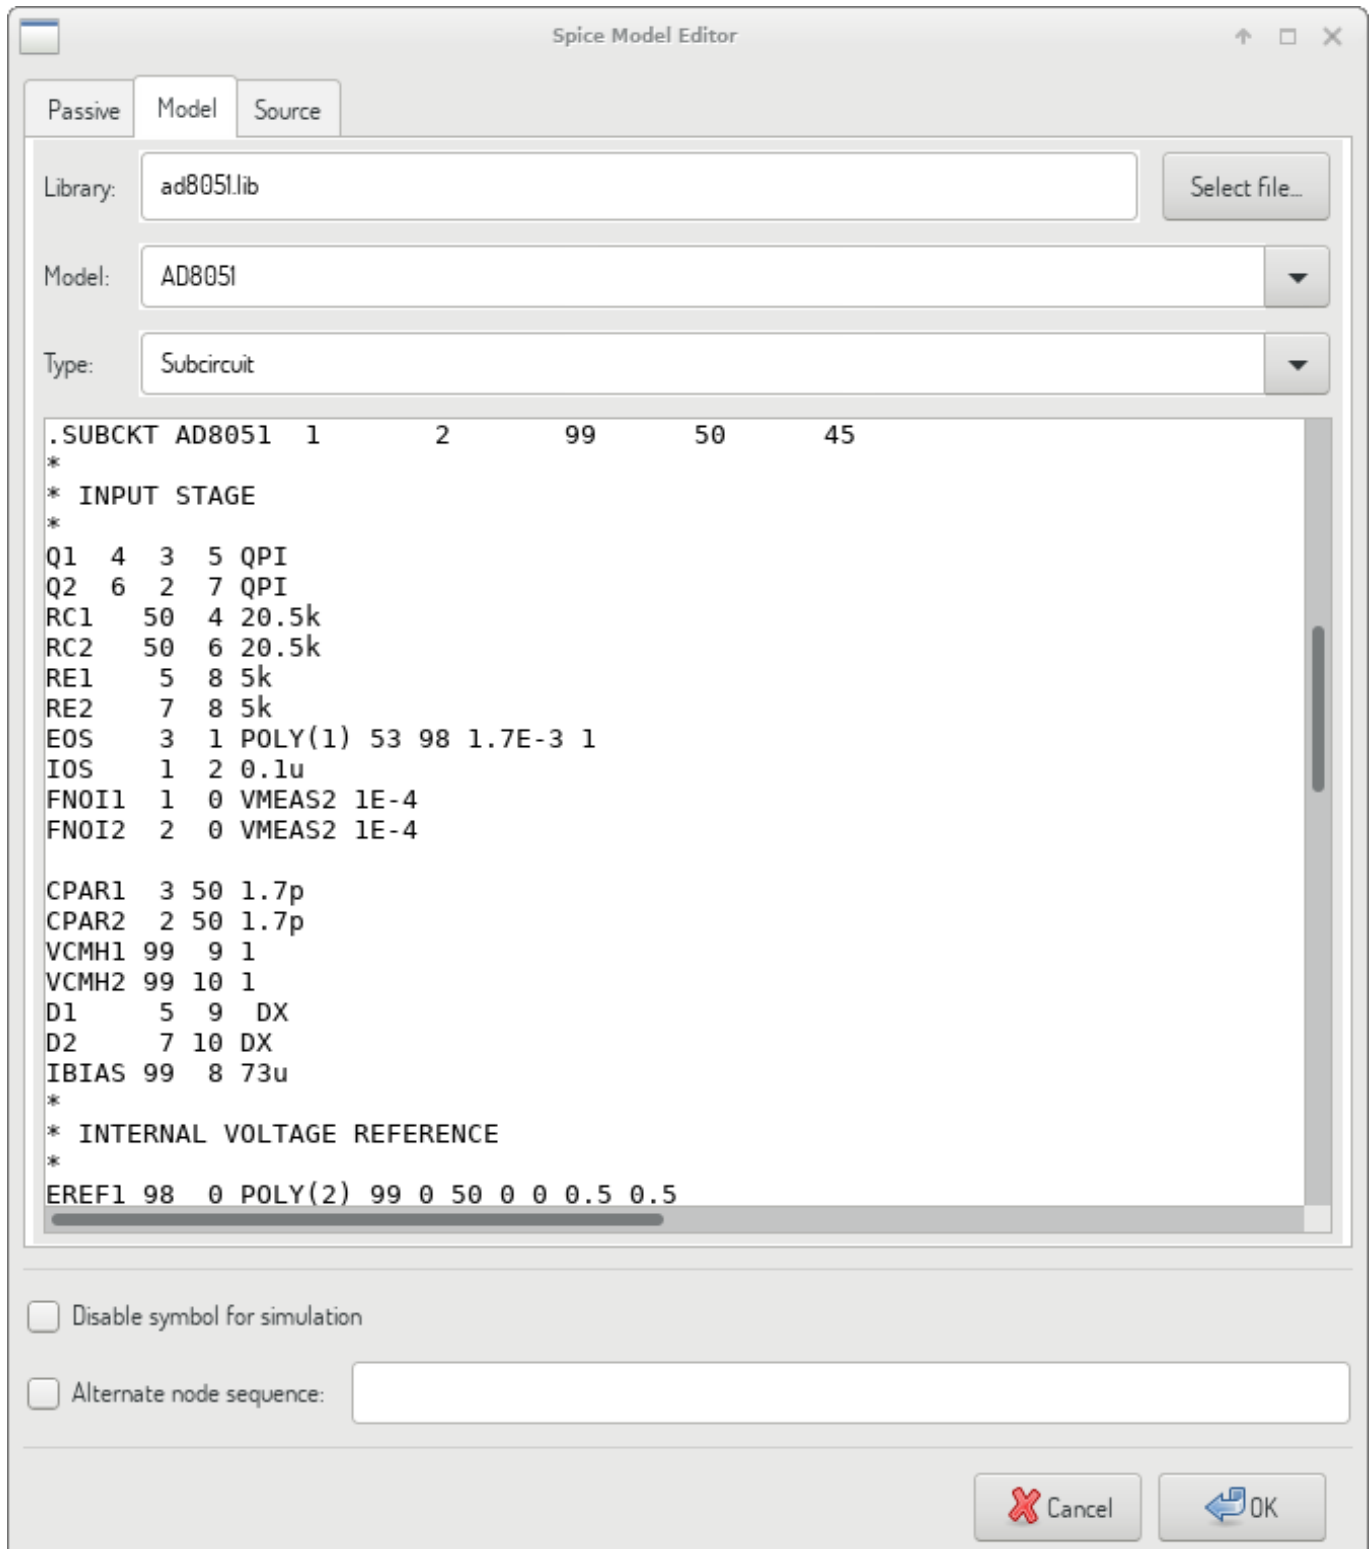 Spice Model Editor
Passive Model Source
Library: ad8051.lib Select file...
Model: AD8051
Type: Subcircuit
.SUBCKT AD8051  1       2       99      50      45
*
* INPUT STAGE
*
Q1  4  3  5 QPI
Q2  6  2  7 QPI
RC1   50  4 20.5k
RC2   50  6 20.5k
RE1    5  8 5k
RE2    7  8 5k
EOS    3  1 POLY(1) 53 98 1.7E-3 1
IOS    1  2 0.1u
FNOI1  1  0 VMEAS2 1E-4
FNOI2  2  0 VMEAS2 1E-4
CPAR1  3 50 1.7p
CPAR2  2 50 1.7p
VCMH1 99  9 1
VCMH2 99 10 1
D1     5  9  DX
D2     7 10 DX
IBIAS 99  8 73u
*
* INTERNAL VOLTAGE REFERENCE
*
EREF1 98  0 POLY(2) 99 0 50 0 0 0.5 0.5
Disable symbol for simulation
Alternate node sequence:
Cancel OK